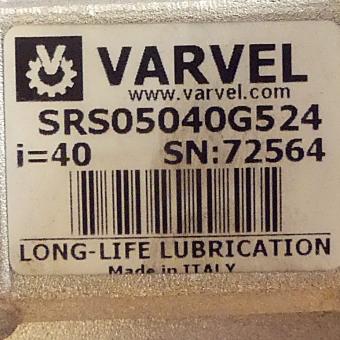 VARVEL
www.varvel.com
SRS05040G524
i=40 SN:72564
LONG-LIFE LUBRICATION
Made in ITALY